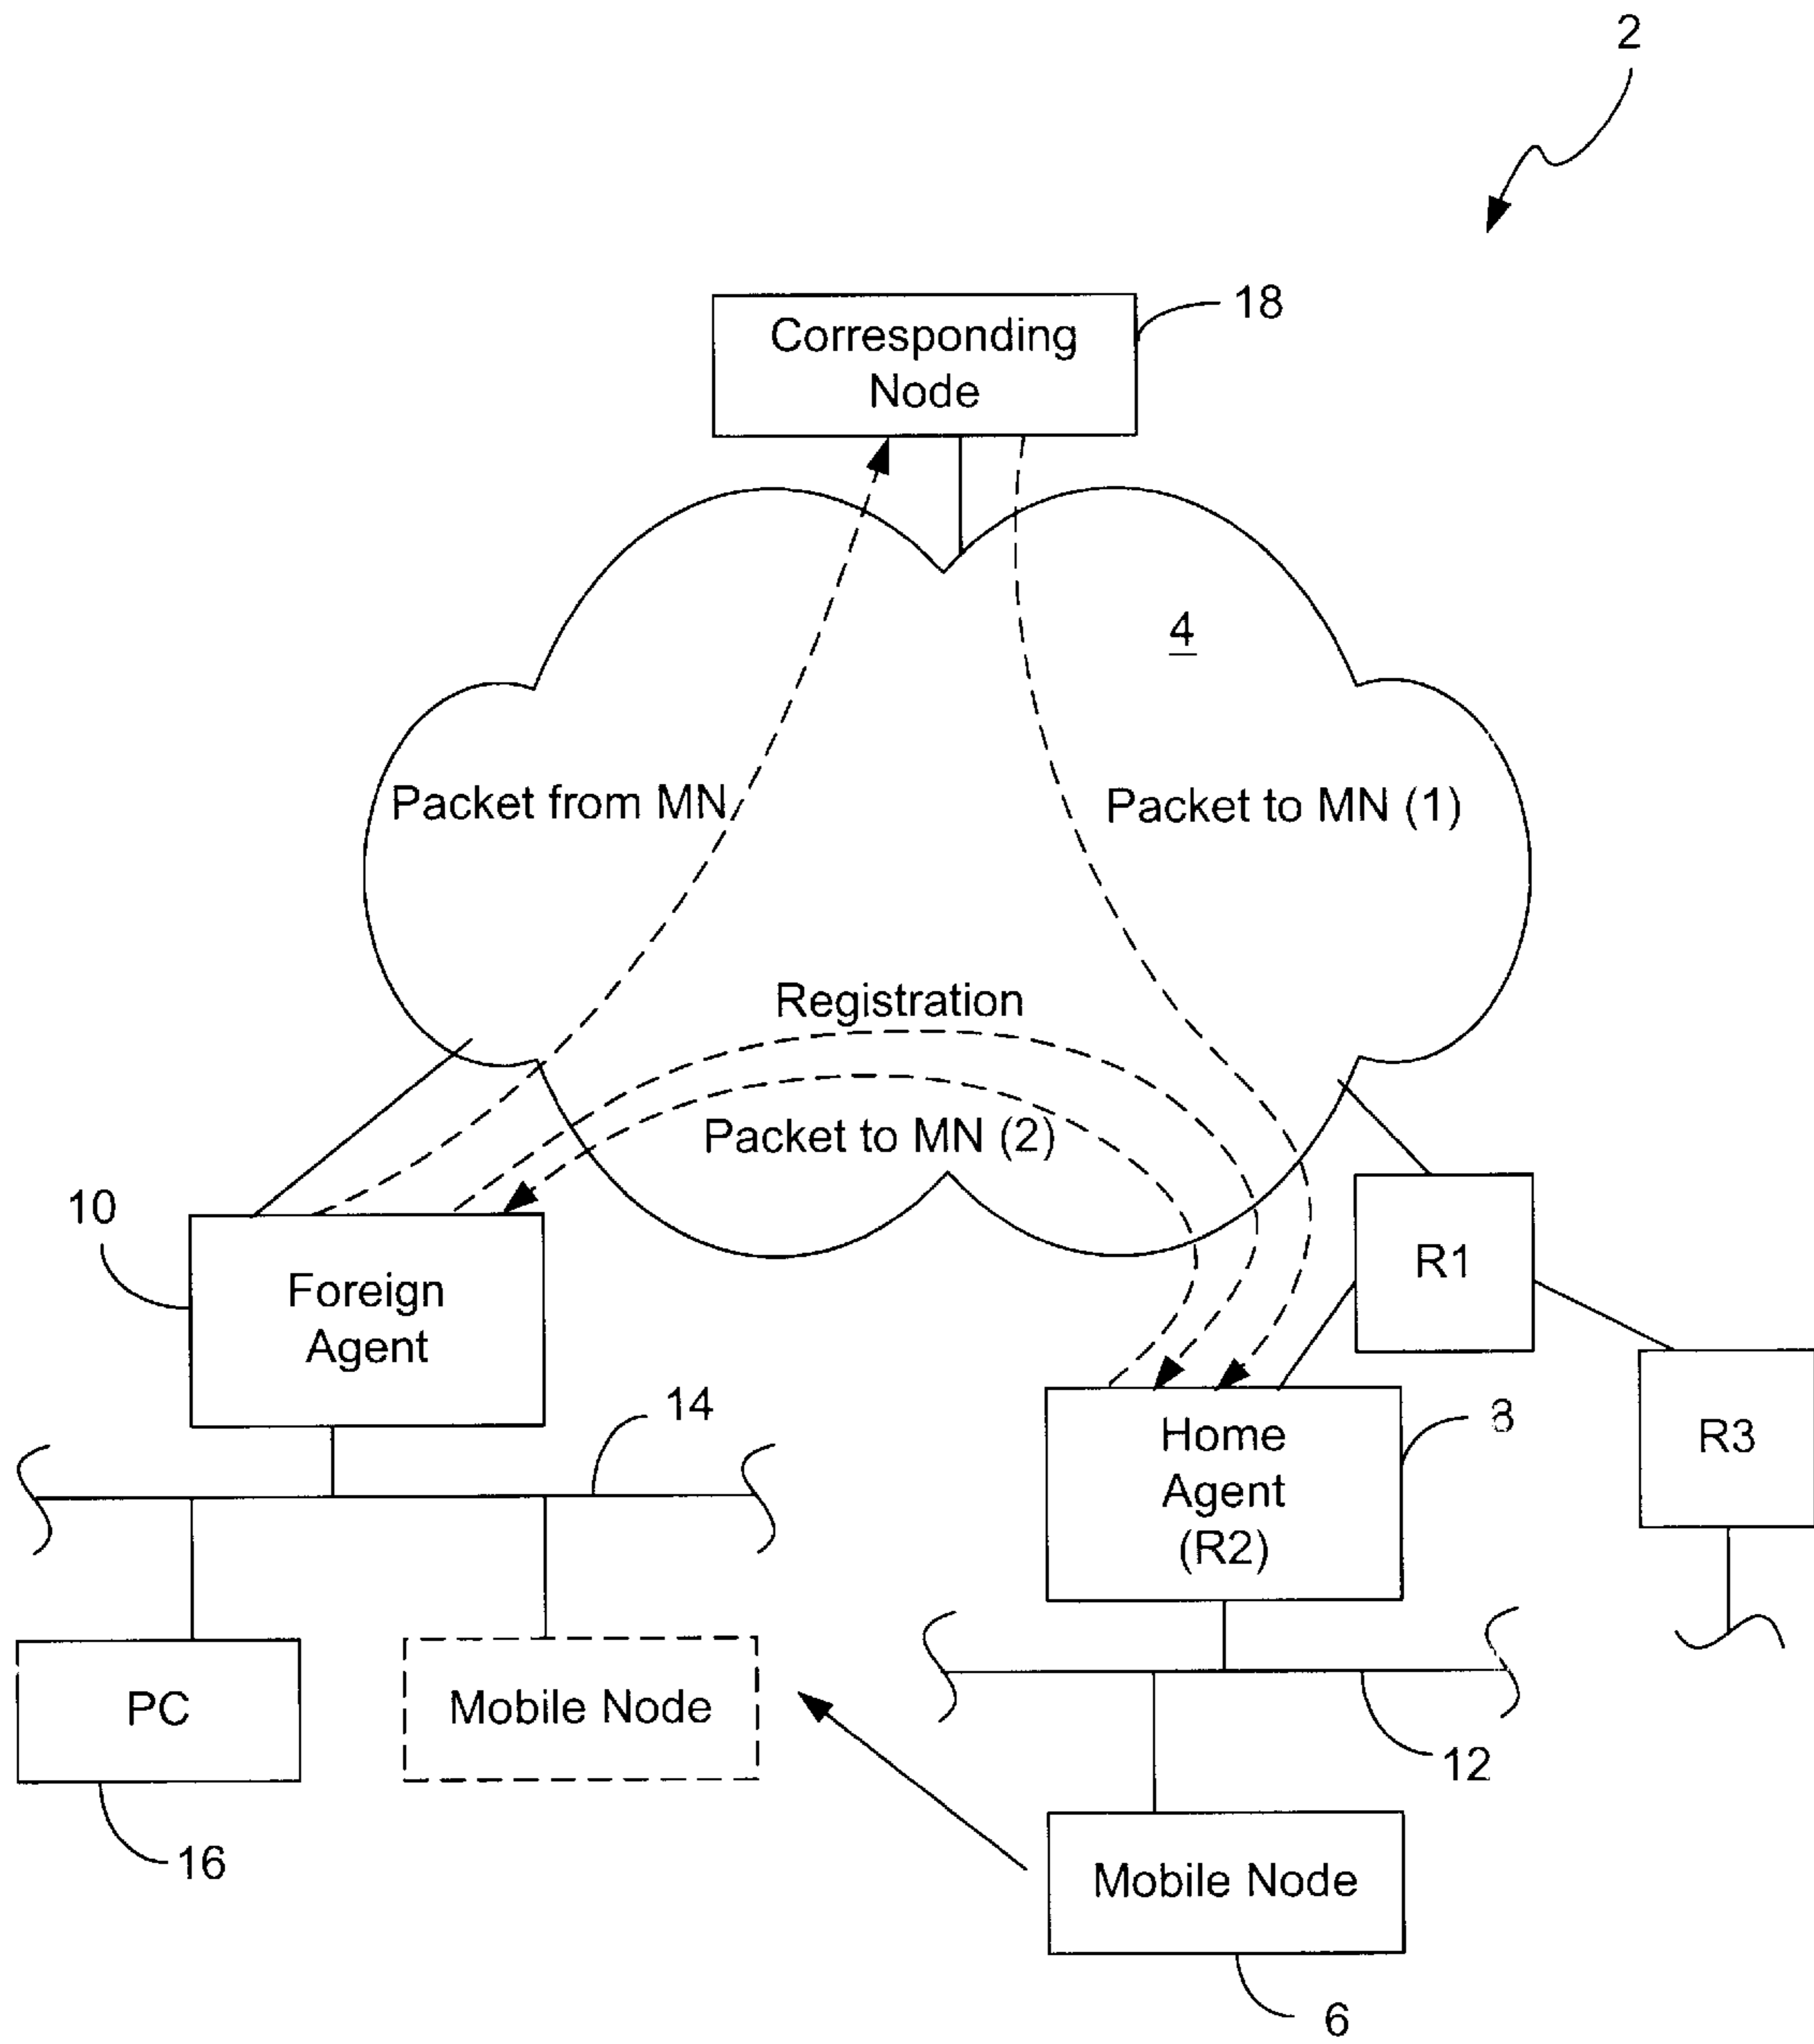 2
Corresponding
Node
18
4
Packet from MN
Packet to MN (1)
Registration
Packet to MN (2)
10
Foreign
Agent
R1
14
Home
Agent
(R2)
8
R3
PC
Mobile Node
12
16
Mobile Node
6